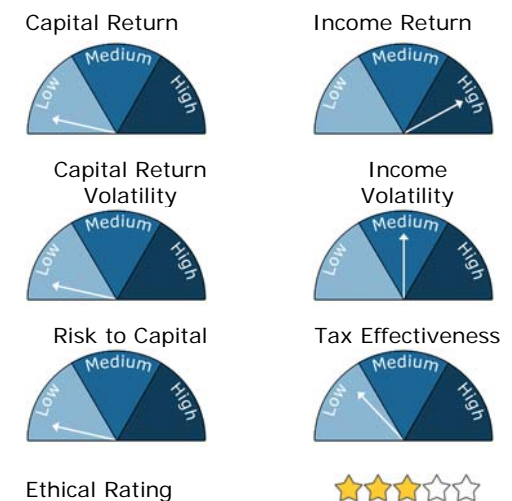 Capital Return Income Return
Low Medium High Low Medium High
Capital Return Income
Volatility Volatility
Low Medium High Low Medium High
Risk to Capital Tax Effectiveness
Low Medium High Low Medium High
Ethical Rating